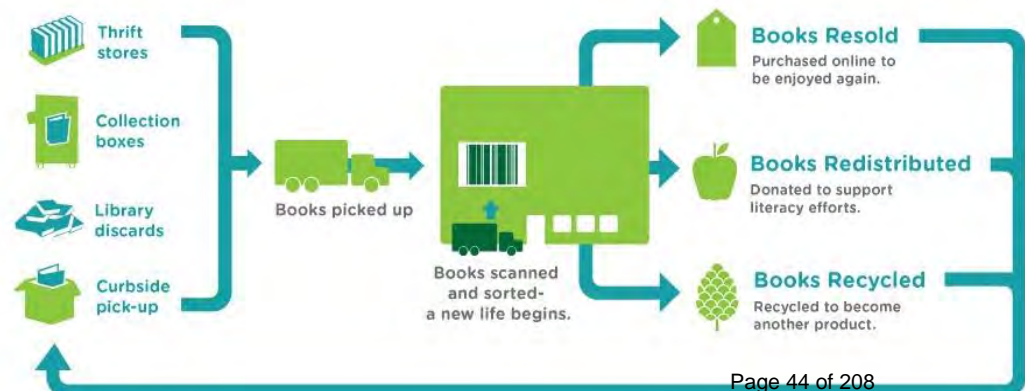 Thrift
stores
Collection
boxes
Library
discards
Curbside
pick-up
Books picked up
Books scanned
and sorted-
a new life begins.
Books Resold
Purchased online to
be enjoyed again.
Books Redistributed
Donated to support
literacy efforts.
Books Recycled
Recycled to become
another product.
Page 44 of 208